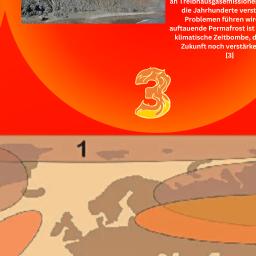 an Treibhausgasemissionen
die Jahrhunderte verst
Problemen führen wir
auftauende Permafrost ist
klimatische Zeitbombe, d
Zukunft noch verstärke
[3]
3
1